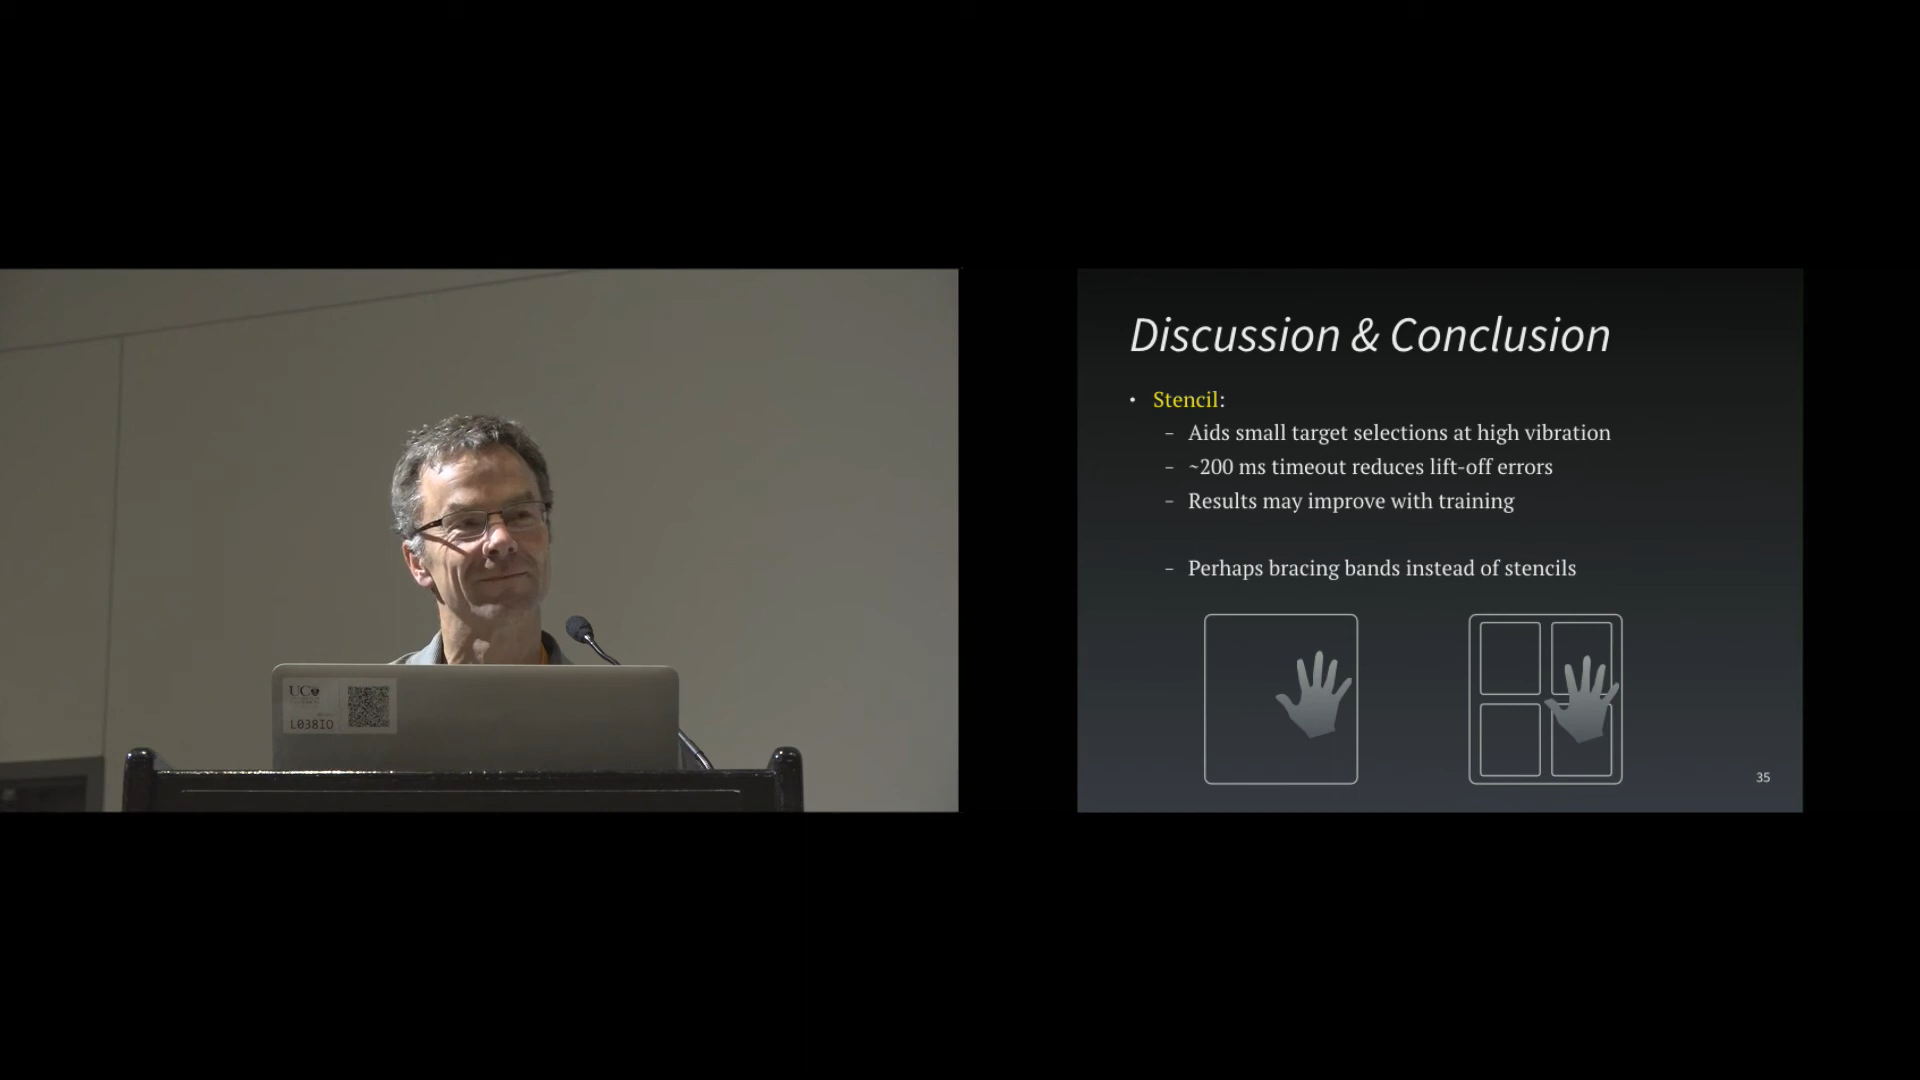 UC
L038IO
Discussion & Conclusion
• Stencil:
– Aids small target selections at high vibration
– ~200 ms timeout reduces lift-off errors
– Results may improve with training
– Perhaps bracing bands instead of stencils
35